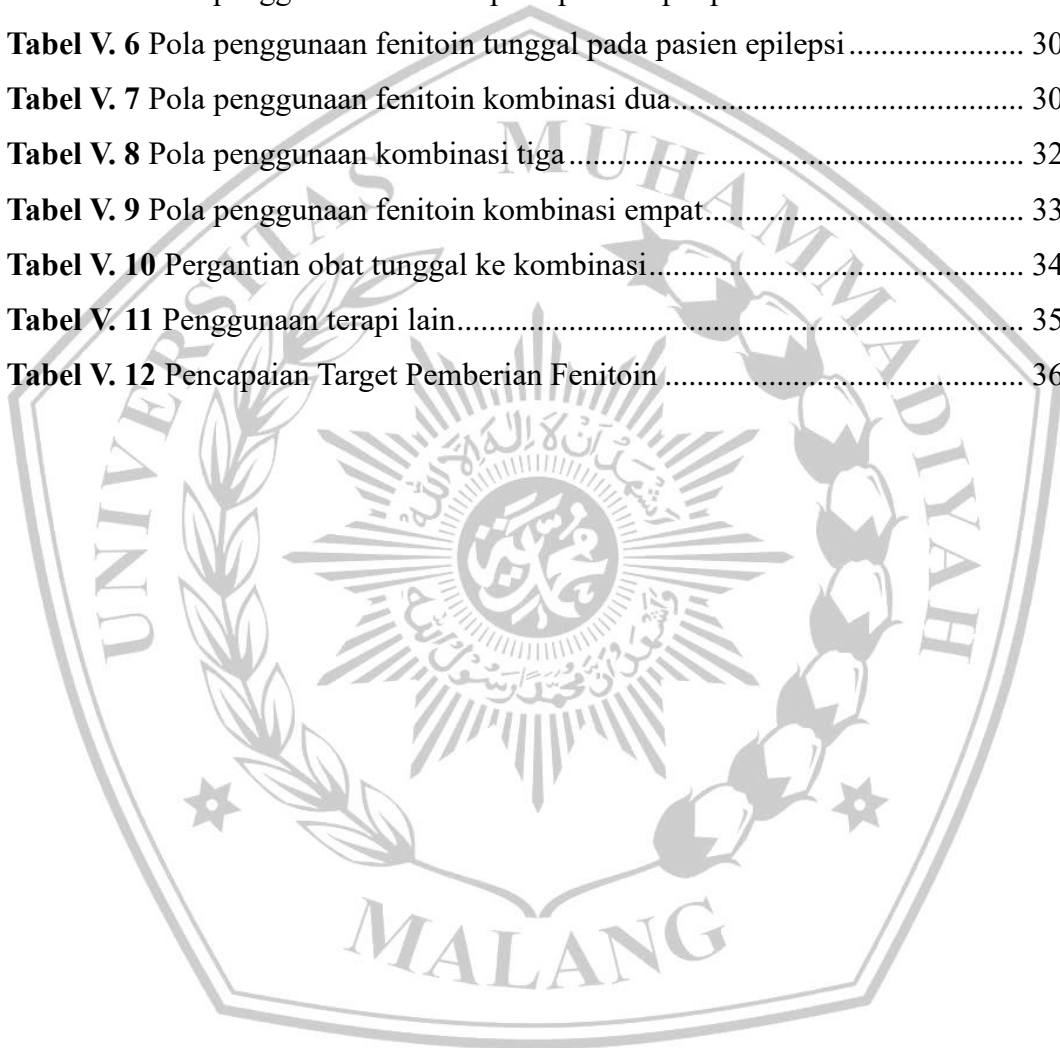 Tabel V. 6 Pola penggunaan fenitoin tunggal pada pasien epilepsi...................... 30
Tabel V. 7 Pola penggunaan fenitoin kombinasi dua............................................ 30
Tabel V. 8 Pola penggunaan kombinasi tiga......................................................... 32
Tabel V. 9 Pola penggunaan fenitoin kombinasi empat........................................ 33
Tabel V. 10 Pergantian obat tunggal ke kombinasi............................................... 34
Tabel V. 11 Penggunaan terapi lain....................................................................... 35
Tabel V. 12 Pencapaian Target Pemberian Fenitoin ............................................. 36
UNIVERSITAS MUHAMMADIYAH
MALANG